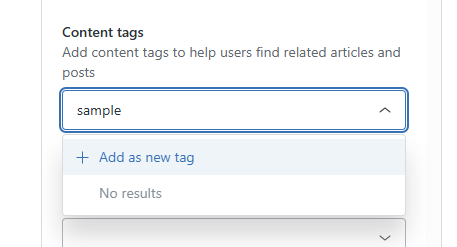 Content tags
Add content tags to help users find related articles and
posts
sample
+ Add as new tag
No results